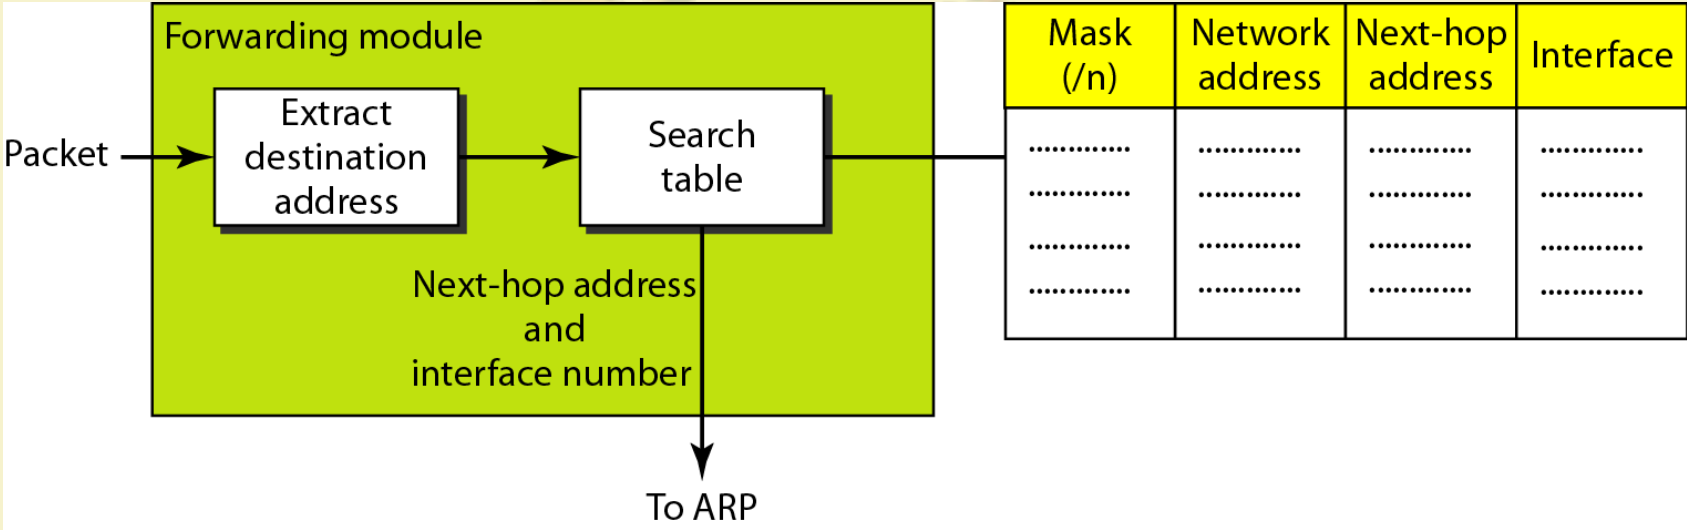 Forwarding module
Packet
Extract
destination
address
Search
table
Next-hop address
and
interface number
To ARP
Mask
(/n)
Network
address
Next-hop
address
Interface
............. ............. ............. .............
............. ............. ............. .............
............. ............. ............. .............
............. ............. ............. .............